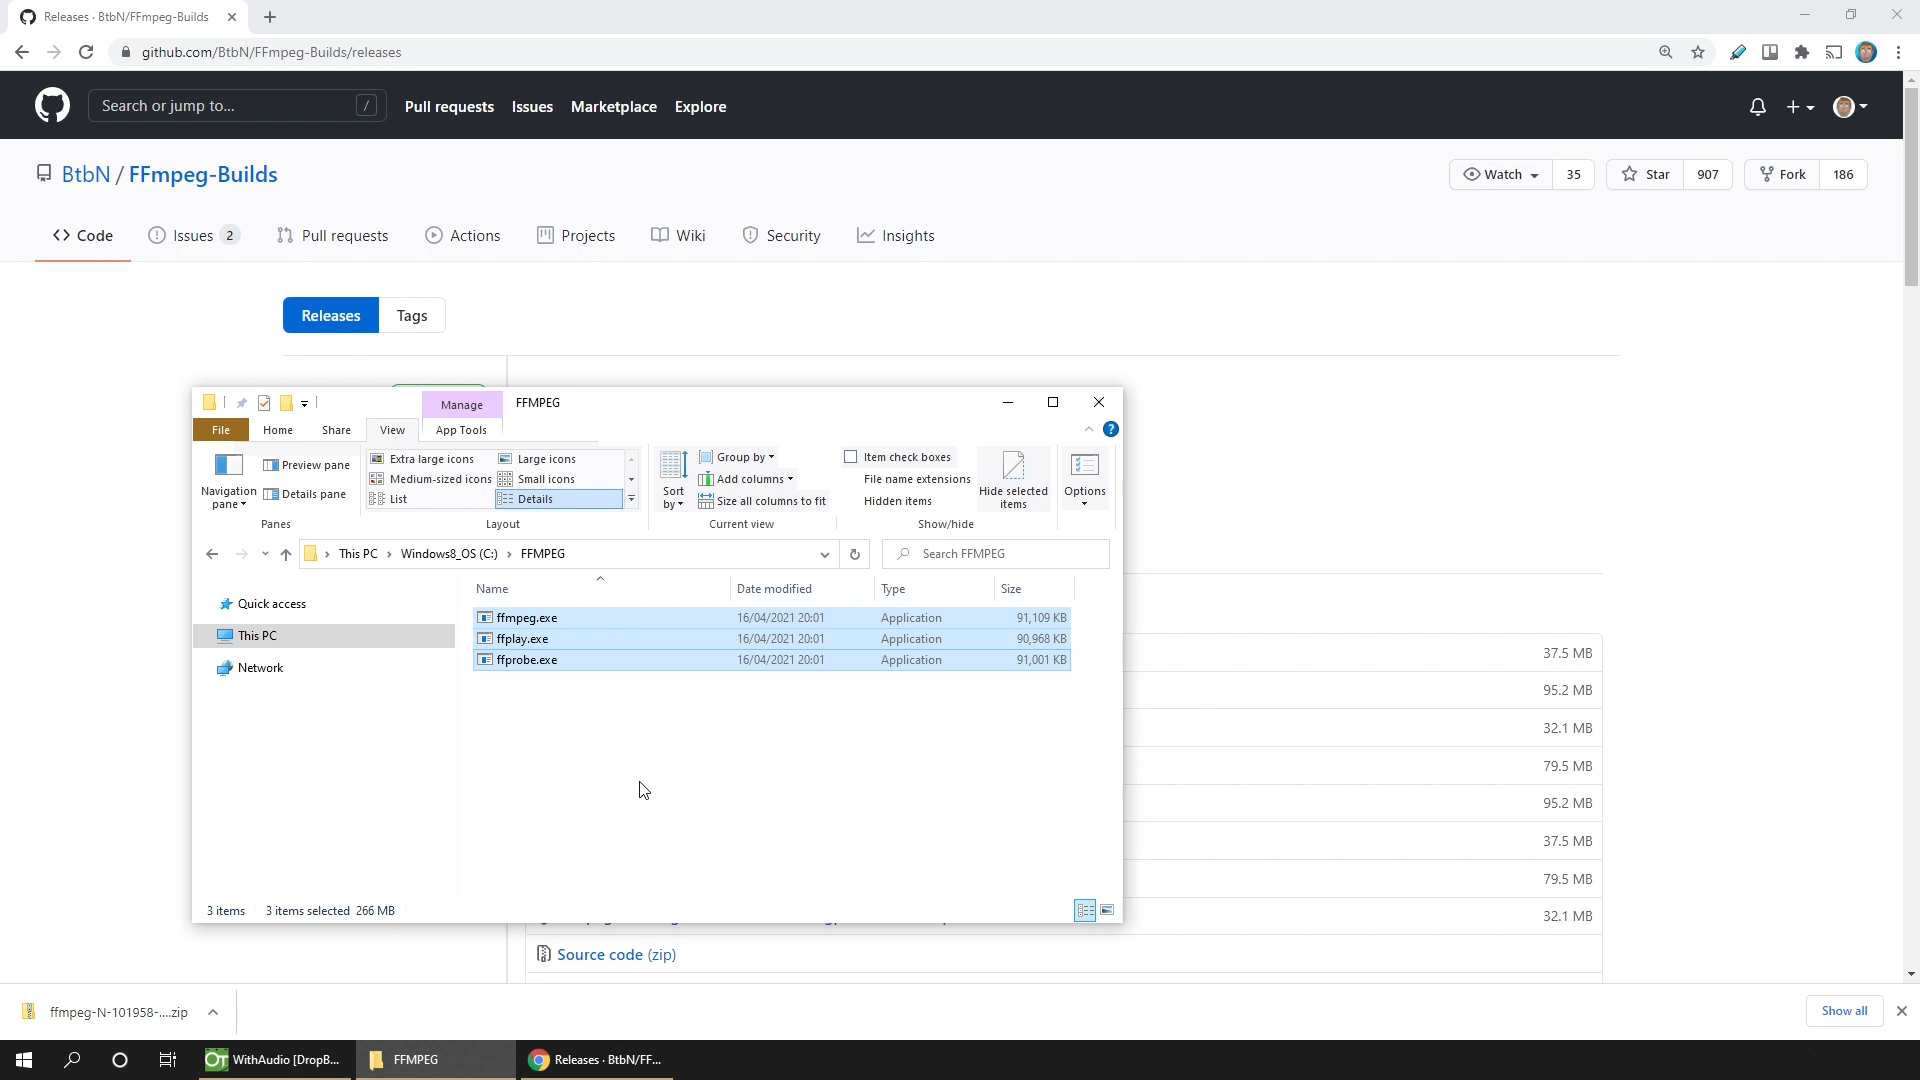 Releases · BtbN/FFmpeg-Builds
github.com/BtbN/FFmpeg-Builds/releases
Search or jump to... /
Pull requests Issues Marketplace Explore
BtbN / FFmpeg-Builds
Watch 35 Star 907 Fork 186
Code Issues 2 Pull requests Actions Projects Wiki Security Insights
Releases Tags
Manage FFMPEG
File Home Share View App Tools
Navigation pane
Preview pane
Details pane
Panes
Extra large icons Large icons
Medium-sized icons Small icons
List Details
Layout
Sort by
Group by
Add columns
Size all columns to fit
Current view
Item check boxes
File name extensions
Hidden items
Hide selected items
Show/hide
Options
This PC > Windows8_OS (C:) > FFMPEG
Search FFMPEG
Quick access
This PC
Network
Name Date modified Type Size
ffmpeg.exe 16/04/2021 20:01 Application 91,109 KB
ffplay.exe 16/04/2021 20:01 Application 90,968 KB
ffprobe.exe 16/04/2021 20:01 Application 91,001 KB
3 items 3 items selected 266 MB
37.5 MB
95.2 MB
32.1 MB
79.5 MB
95.2 MB
37.5 MB
79.5 MB
32.1 MB
Source code (zip)
ffmpeg-N-101958-....zip
Show all
WithAudio [DropB... FFMPEG Releases · BtbN/FF...